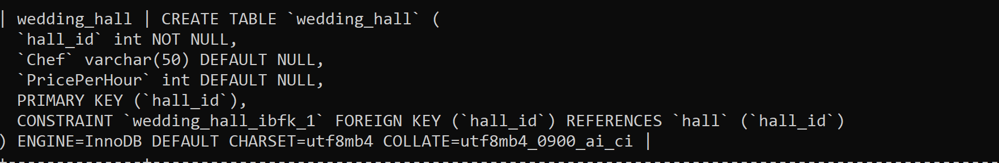 | wedding_hall | CREATE TABLE `wedding_hall` (
  `hall_id` int NOT NULL,
  `Chef` varchar(50) DEFAULT NULL,
  `PricePerHour` int DEFAULT NULL,
  PRIMARY KEY (`hall_id`),
  CONSTRAINT `wedding_hall_ibfk_1` FOREIGN KEY (`hall_id`) REFERENCES `hall` (`hall_id`)
) ENGINE=InnoDB DEFAULT CHARSET=utf8mb4 COLLATE=utf8mb4_0900_ai_ci |